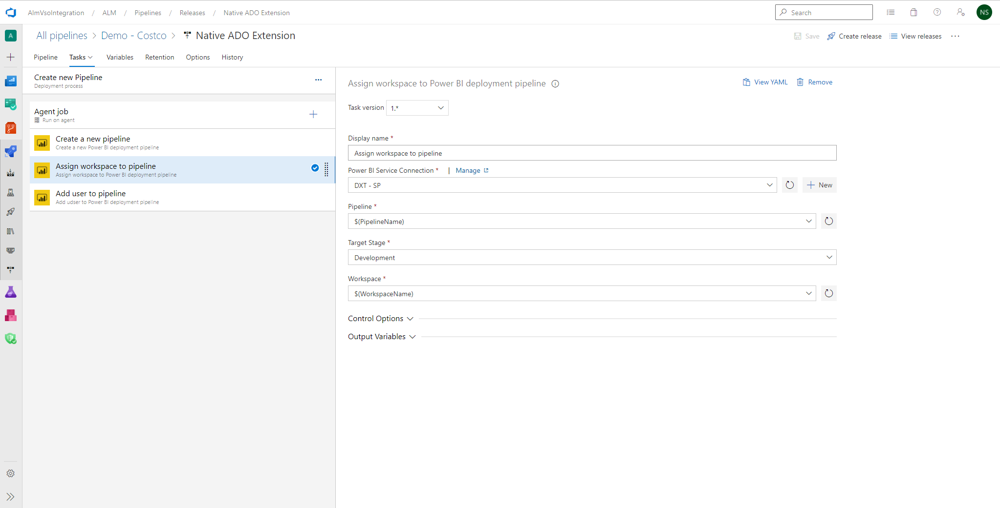 AlmVsoIntegration / ALM / Pipelines / Releases / Native ADO Extension
Search
NS
A
All pipelines > Demo - Costco > Native ADO Extension
Save
Create release
View releases
Pipeline
Tasks
Variables
Retention
Options
History
Create new Pipeline
Deployment process
Agent job
Run on agent
Create a new pipeline
Create a new Power BI deployment pipeline
Assign workspace to pipeline
Assign workspace to Power BI deployment pipeline
Add user to pipeline
Add udser to Power BI deployment pipeline
Assign workspace to Power BI deployment pipeline
View YAML
Remove
Task version
1.*
Display name *
Assign workspace to pipeline
Power BI Service Connection * | Manage
DXT - SP
New
Pipeline *
$(PipelineName)
Target Stage *
Development
Workspace *
$(WorkspaceName)
Control Options
Output Variables